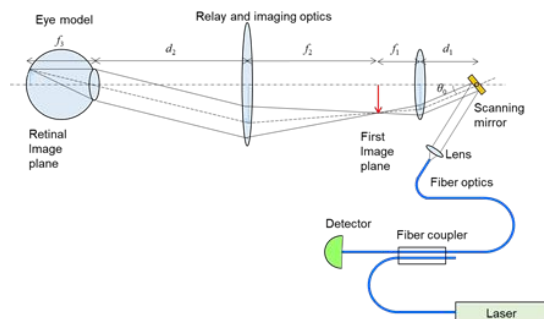 Eye model
Relay and imaging optics
f₃
d₂
f₂
f₁
d₁
θ₀
Scanning
mirror
Retinal
Image
plane
First
Image
plane
Lens
Fiber optics
Detector
Fiber coupler
Laser